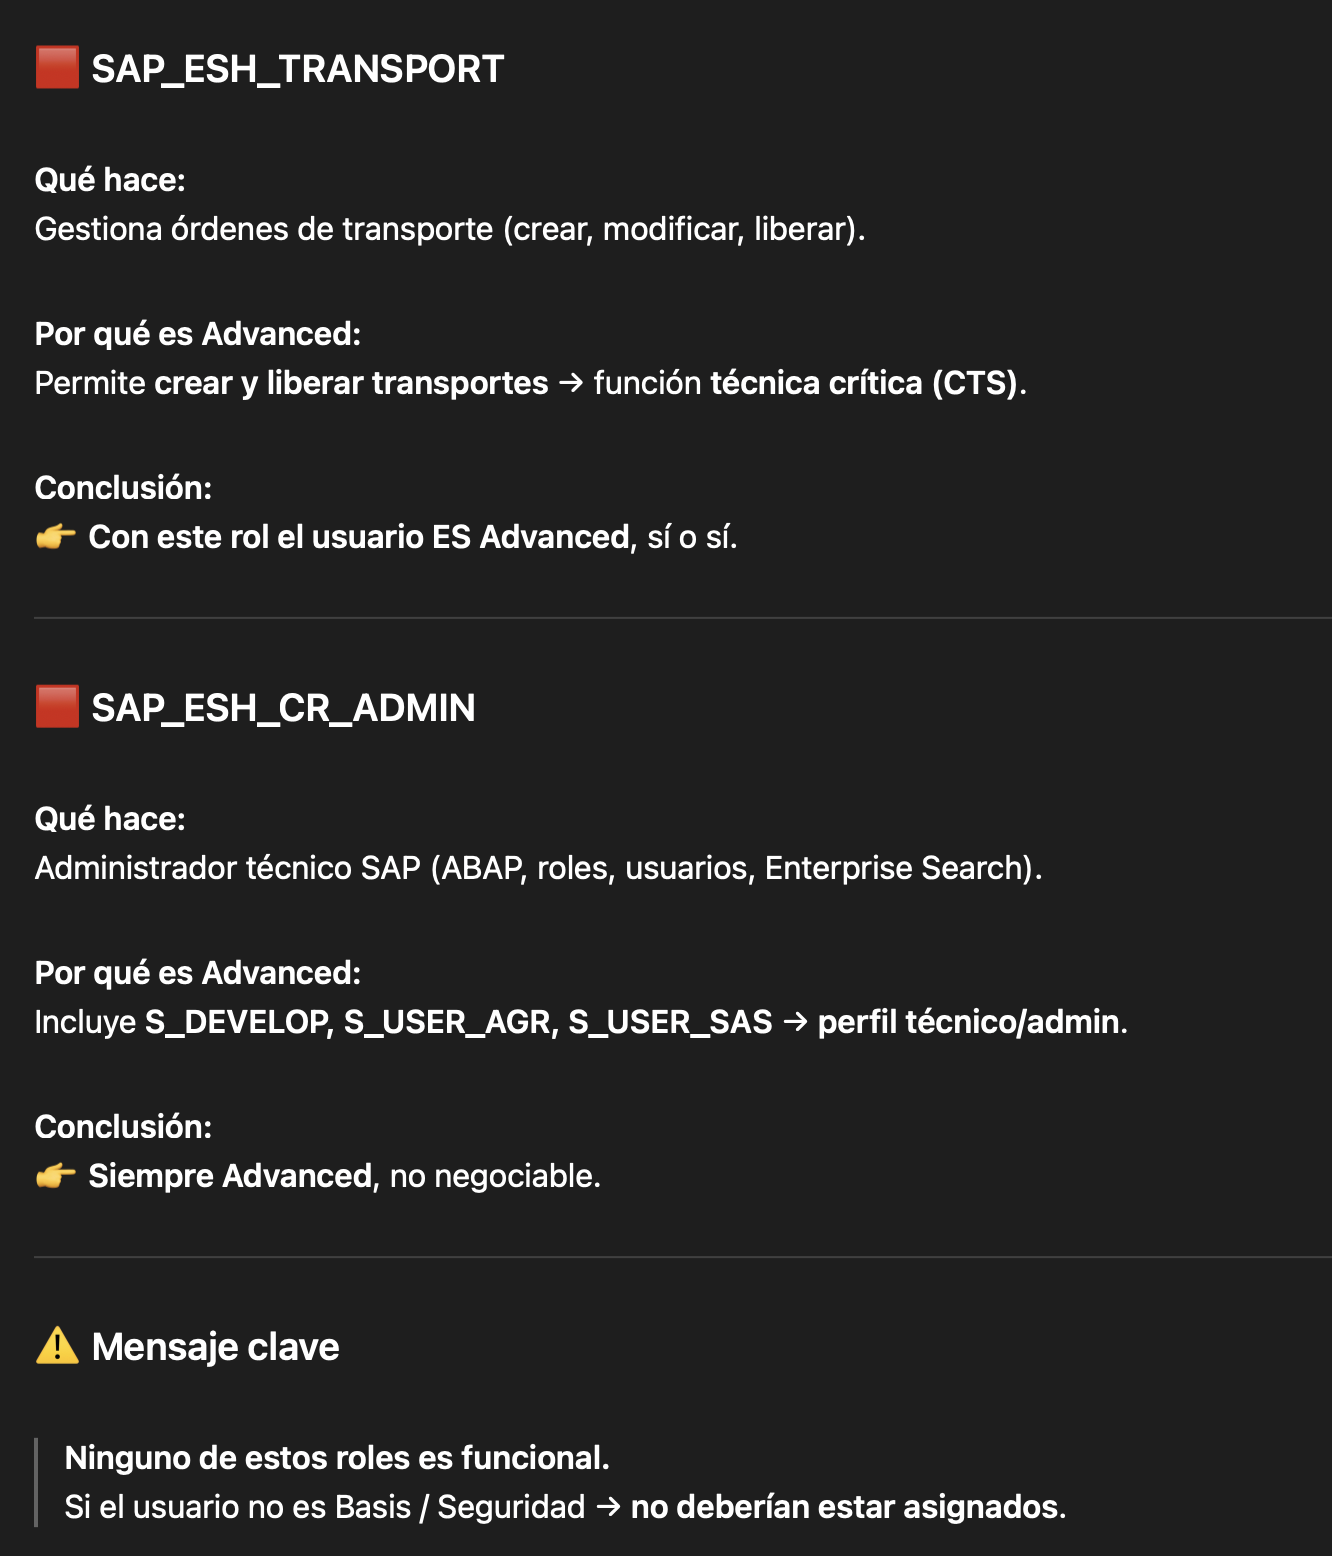 🟥 SAP_ESH_TRANSPORT
Qué hace:
Gestiona órdenes de transporte (crear, modificar, liberar).
Por qué es Advanced:
Permite crear y liberar transportes → función técnica crítica (CTS).
Conclusión:
👉 Con este rol el usuario ES Advanced, sí o sí.
🟥 SAP_ESH_CR_ADMIN
Qué hace:
Administrador técnico SAP (ABAP, roles, usuarios, Enterprise Search).
Por qué es Advanced:
Incluye S_DEVELOP, S_USER_AGR, S_USER_SAS → perfil técnico/admin.
Conclusión:
👉 Siempre Advanced, no negociable.
⚠️ Mensaje clave
Ninguno de estos roles es funcional.
Si el usuario no es Basis / Seguridad → no deberían estar asignados.